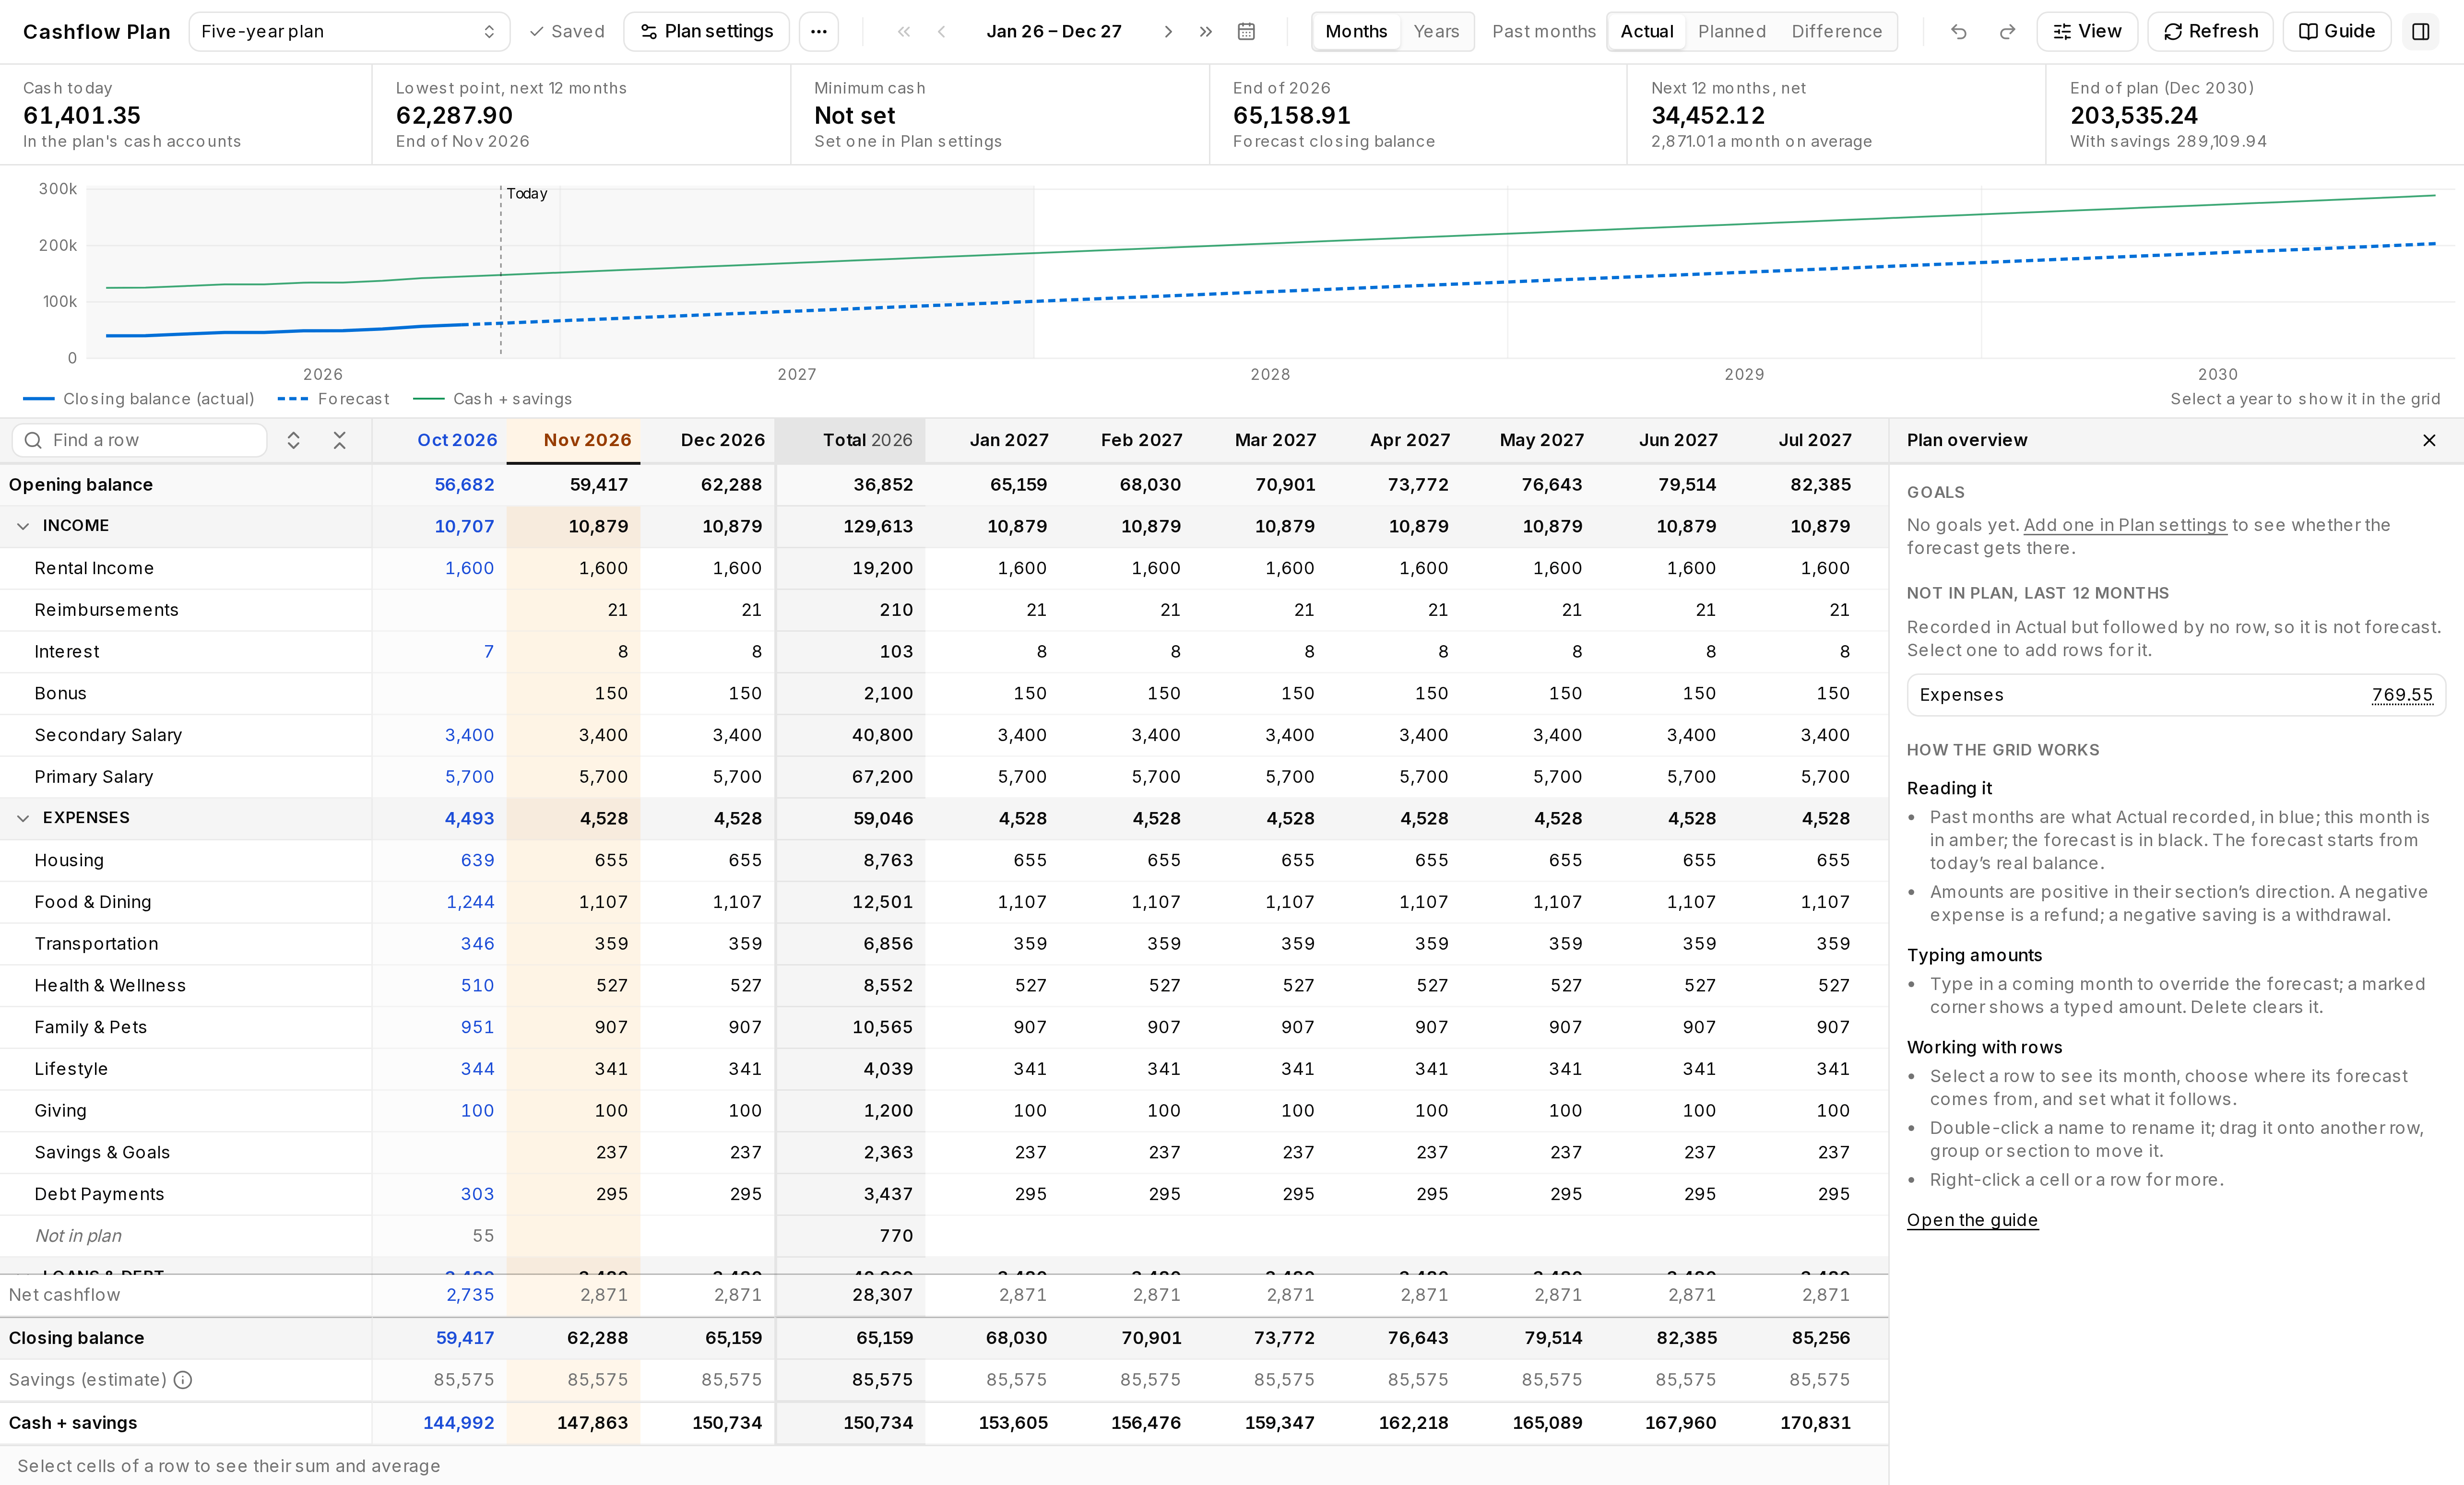 Cashflow Plan Five-year plan Saved Plan settings Jan 26 – Dec 27 Months Years Past months Actual Planned Difference View Refresh Guide
Cash today Lowest point, next 12 months Minimum cash End of 2026 Next 12 months, net End of plan (Dec 2030)
61,401.35 62,287.90 Not set 65,158.91 34,452.12 203,535.24
In the plan's cash accounts End of Nov 2026 Set one in Plan settings Forecast closing balance 2,871.01 a month on average With savings 289,109.94
300k
Today
200k
100k
0
2026 2027 2028 2029 2030
Closing balance (actual) Forecast Cash + savings Select a year to show it in the grid
Find a row Oct 2026 Nov 2026 Dec 2026 Total 2026 Jan 2027 Feb 2027 Mar 2027 Apr 2027 May 2027 Jun 2027 Jul 2027
Opening balance 56,682 59,417 62,288 36,852 65,159 68,030 70,901 73,772 76,643 79,514 82,385
INCOME 10,707 10,879 10,879 129,613 10,879 10,879 10,879 10,879 10,879 10,879 10,879
Rental Income 1,600 1,600 1,600 19,200 1,600 1,600 1,600 1,600 1,600 1,600 1,600
Reimbursements 21 21 210 21 21 21 21 21 21 21
Interest 7 8 8 103 8 8 8 8 8 8 8
Bonus 150 150 2,100 150 150 150 150 150 150 150
Secondary Salary 3,400 3,400 3,400 40,800 3,400 3,400 3,400 3,400 3,400 3,400 3,400
Primary Salary 5,700 5,700 5,700 67,200 5,700 5,700 5,700 5,700 5,700 5,700 5,700
EXPENSES 4,493 4,528 4,528 59,046 4,528 4,528 4,528 4,528 4,528 4,528 4,528
Housing 639 655 655 8,763 655 655 655 655 655 655 655
Food & Dining 1,244 1,107 1,107 12,501 1,107 1,107 1,107 1,107 1,107 1,107 1,107
Transportation 346 359 359 6,856 359 359 359 359 359 359 359
Health & Wellness 510 527 527 8,552 527 527 527 527 527 527 527
Family & Pets 951 907 907 10,565 907 907 907 907 907 907 907
Lifestyle 344 341 341 4,039 341 341 341 341 341 341 341
Giving 100 100 100 1,200 100 100 100 100 100 100 100
Savings & Goals 237 237 2,363 237 237 237 237 237 237 237
Debt Payments 303 295 295 3,437 295 295 295 295 295 295 295
Not in plan 55 770
LOANS & DEBT
Net cashflow 2,735 2,871 2,871 28,307 2,871 2,871 2,871 2,871 2,871 2,871 2,871
Closing balance 59,417 62,288 65,159 65,159 68,030 70,901 73,772 76,643 79,514 82,385 85,256
Savings (estimate) 85,575 85,575 85,575 85,575 85,575 85,575 85,575 85,575 85,575 85,575 85,575
Cash + savings 144,992 147,863 150,734 150,734 153,605 156,476 159,347 162,218 165,089 167,960 170,831
Select cells of a row to see their sum and average
Plan overview
GOALS
No goals yet. Add one in Plan settings to see whether the
forecast gets there.
NOT IN PLAN, LAST 12 MONTHS
Recorded in Actual but followed by no row, so it is not forecast.
Select one to add rows for it.
Expenses 769.55
HOW THE GRID WORKS
Reading it
• Past months are what Actual recorded, in blue; this month is
in amber; the forecast is in black. The forecast starts from
today’s real balance.
• Amounts are positive in their section’s direction. A negative
expense is a refund; a negative saving is a withdrawal.
Typing amounts
• Type in a coming month to override the forecast; a marked
corner shows a typed amount. Delete clears it.
Working with rows
• Select a row to see its month, choose where its forecast
comes from, and set what it follows.
• Double-click a name to rename it; drag it onto another row,
group or section to move it.
• Right-click a cell or a row for more.
Open the guide